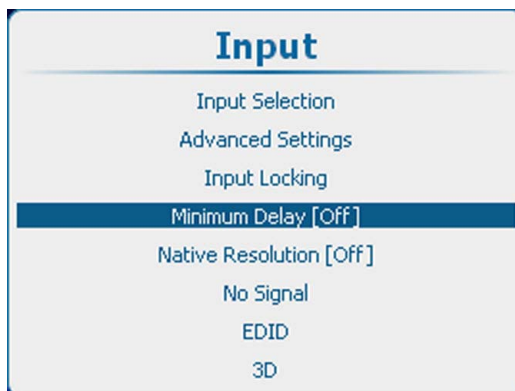 Input
Input Selection
Advanced Settings
Input Locking
Minimum Delay [Off]
Native Resolution [Off]
No Signal
EDID
3D